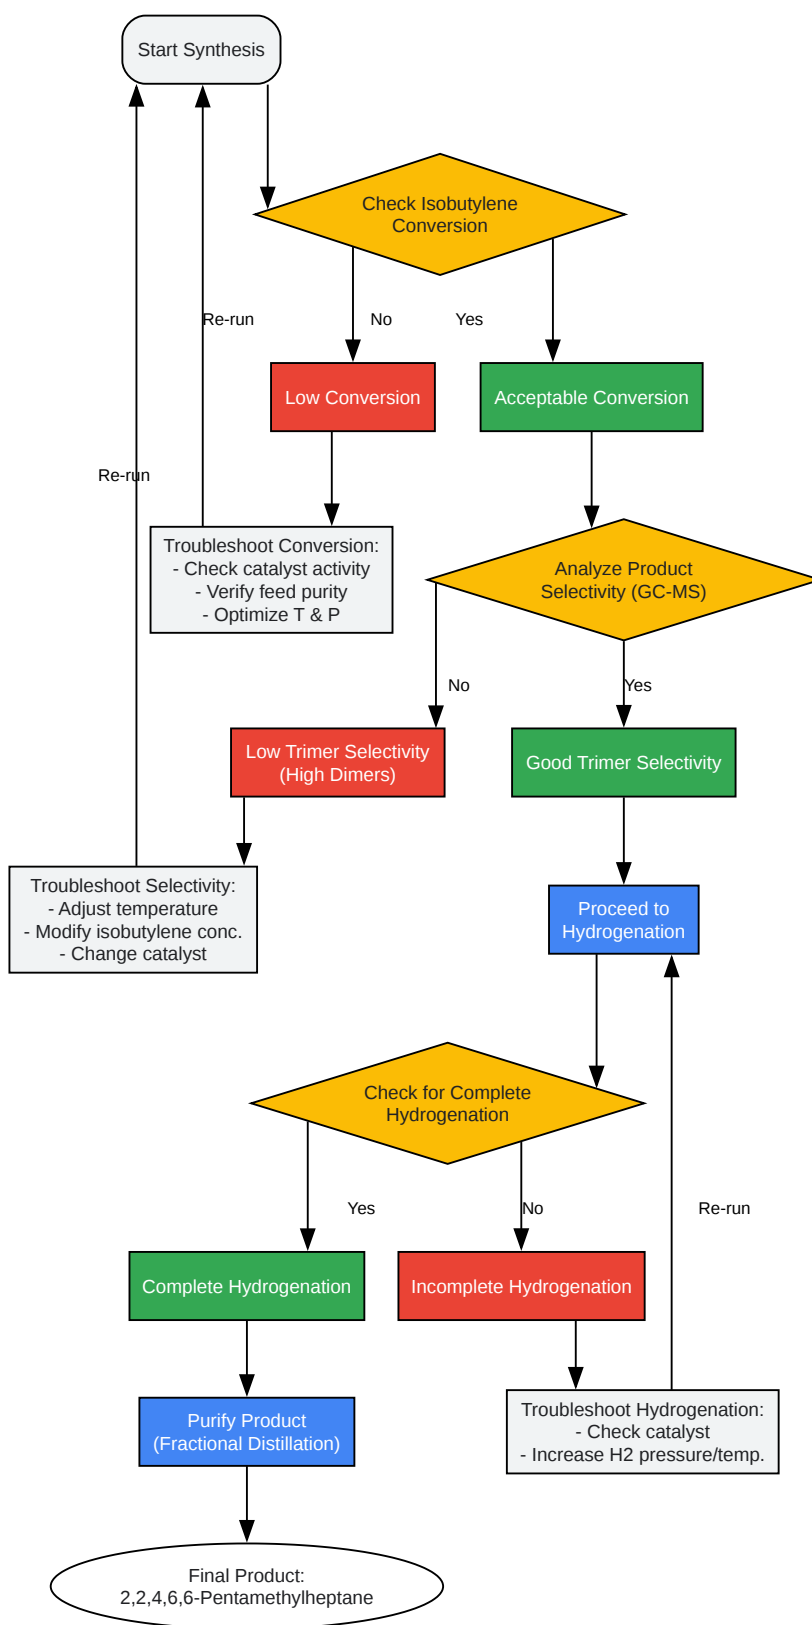 Start Synthesis
Check Isobutylene
Conversion
Re-run
No
Yes
Low Conversion
Acceptable Conversion
Re-run
Troubleshoot Conversion:
- Check catalyst activity
- Verify feed purity
- Optimize T & P
Analyze Product
Selectivity (GC-MS)
No
Yes
Low Trimer Selectivity
(High Dimers)
Good Trimer Selectivity
Troubleshoot Selectivity:
- Adjust temperature
- Modify isobutylene conc.
- Change catalyst
Proceed to
Hydrogenation
Check for Complete
Hydrogenation
Yes
No
Re-run
Complete Hydrogenation
Incomplete Hydrogenation
Purify Product
(Fractional Distillation)
Troubleshoot Hydrogenation:
- Check catalyst
- Increase H2 pressure/temp.
Final Product:
2,2,4,6,6-Pentamethylheptane